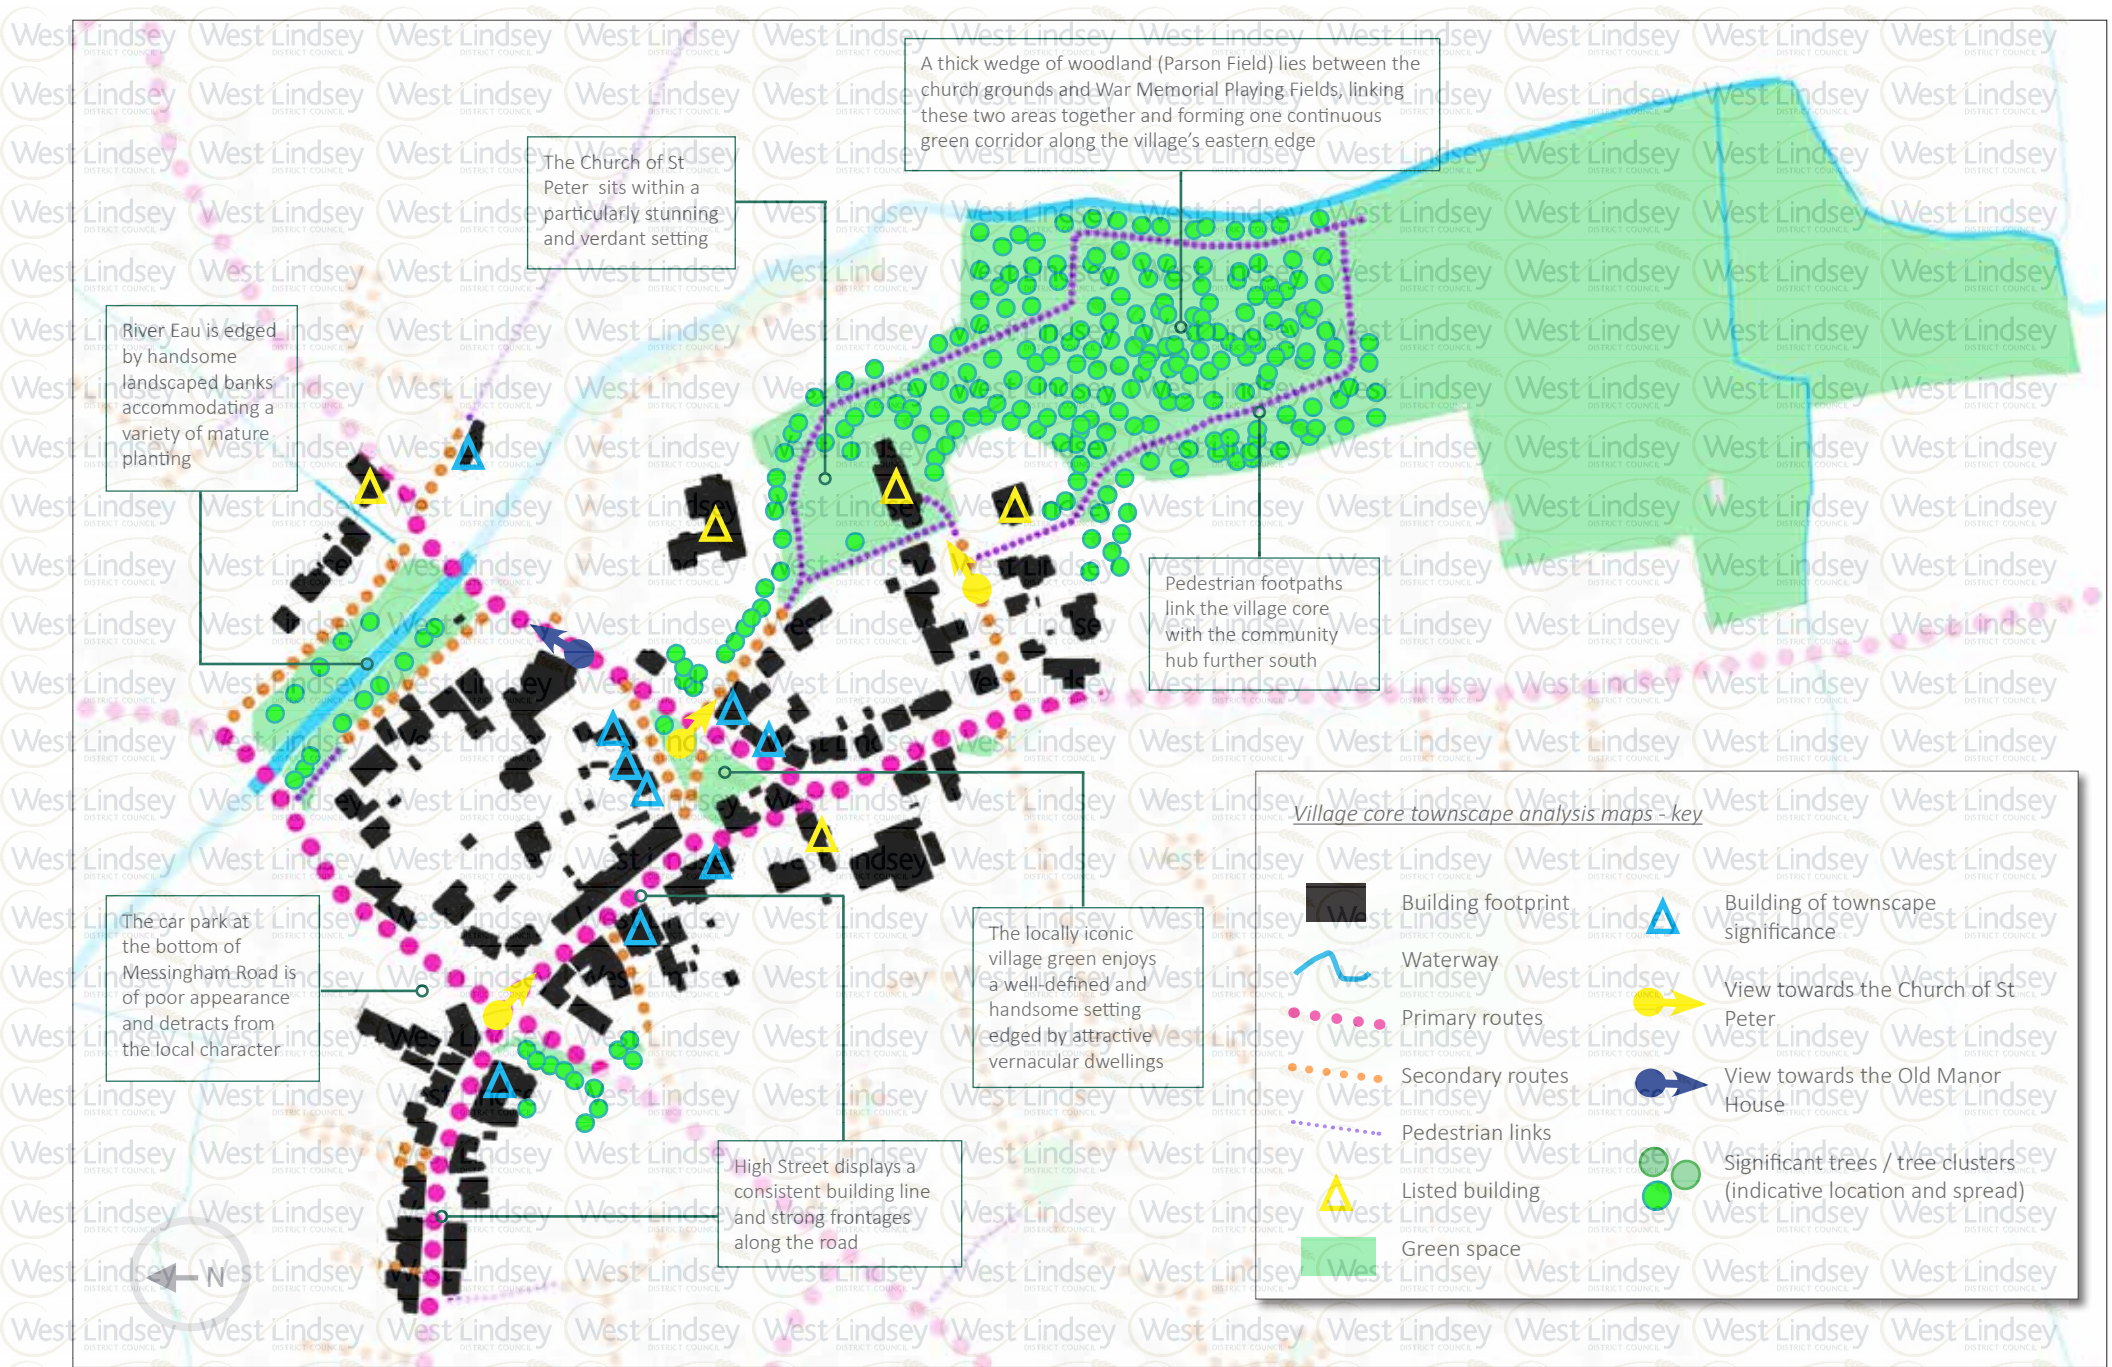 A thick wedge of woodland (Parson Field) lies between the
church grounds and War Memorial Playing Fields, linking
these two areas together and forming one continuous
green corridor along the village's eastern edge
The Church of St
Peter sits within a
particularly stunning
and verdant setting
River Eau is edged
by handsome
landscaped banks
accommodating a
variety of mature
planting
Pedestrian footpaths
link the village core
with the community
hub further south
The car park at
the bottom of
Messingham Road is
of poor appearance
and detracts from
the local character
The locally iconic
village green enjoys
a well-defined and
handsome setting
edged by attractive
vernacular dwellings
High Street displays a
consistent building line
and strong frontages
along the road
N
Village core townscape analysis maps - key
Building footprint
Waterway
Primary routes
Secondary routes
Pedestrian links
Listed building
Green space
Building of townscape
significance
View towards the Church of St
Peter
View towards the Old Manor
House
Significant trees / tree clusters
(indicative location and spread)
West Lindsey
DISTRICT COUNCIL